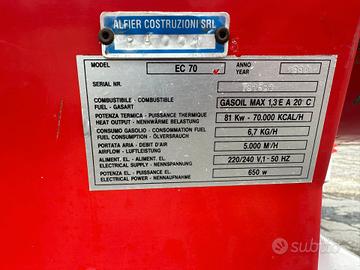 ALFIER COSTRUZIONI SRL
MODEL EC 70
ANNO
YEAR
SERIAL NR.
COMBUSTIBILE - COMBUSTIBLE
FUEL - GASART
GASOIL MAX 1,3 E A 20° C
POTENZA TERMICA - PUISSANCE THERMIQUE
HEAT OUTPUT - NENNWÄRME BELASTUNG
81 Kw - 70.000 KCAL/H
CONSUMO GASOLIO - CONSOMMATION FUEL
FUEL CONSUMPTION - ÖLVERBRAUCH
6,7 KG/H
PORTATA ARIA - DEBIT D'AIR
AIRFLOW - LUFTLEISTUNG
5.000 M/H
ALIMENT. EL. - ALIMENT. EL.
ELECTRICAL SUPPLY - NENNSPANNUNG
220/240 V,1 - 50 HZ
POTENZA EL. - PUISSANCE EL.
ELECTRICAL POWER - NENNAUFNAHME
650 w
subito